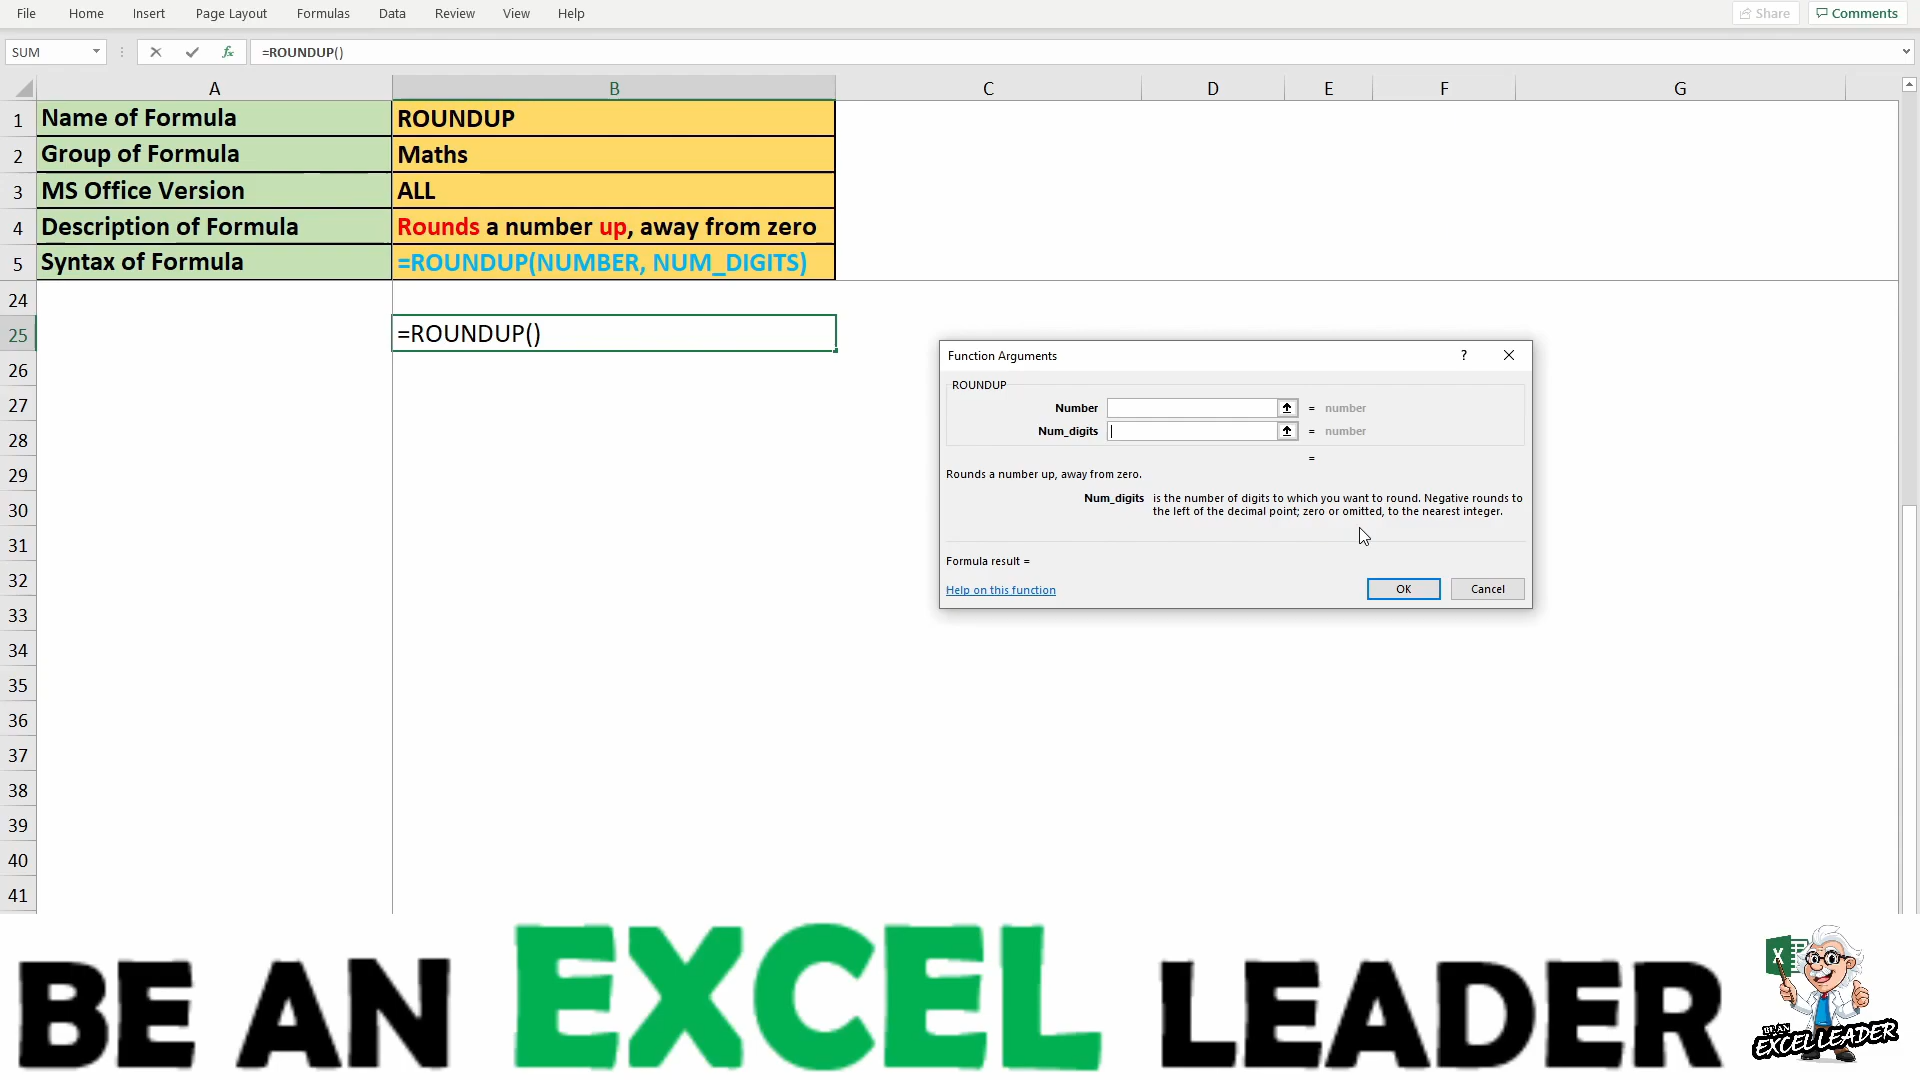 File Home Insert Page Layout Formulas Data Review View Help Share Comments
SUM =ROUNDUP()
A B C D E F G
1 Name of Formula ROUNDUP
2 Group of Formula Maths
3 MS Office Version ALL
4 Description of Formula Rounds a number up, away from zero
5 Syntax of Formula =ROUNDUP(NUMBER, NUM_DIGITS)
24
25 =ROUNDUP()
26
27
28
29
30
31
32
33
34
35
36
37
38
39
40
41
Function Arguments ?
ROUNDUP
Number = number
Num_digits = number
=
Rounds a number up, away from zero.
Num_digits is the number of digits to which you want to round. Negative rounds to
the left of the decimal point; zero or omitted, to the nearest integer.
Formula result =
Help on this function OK Cancel
BE AN EXCEL LEADER
X
BE AN
EXCEL LEADER